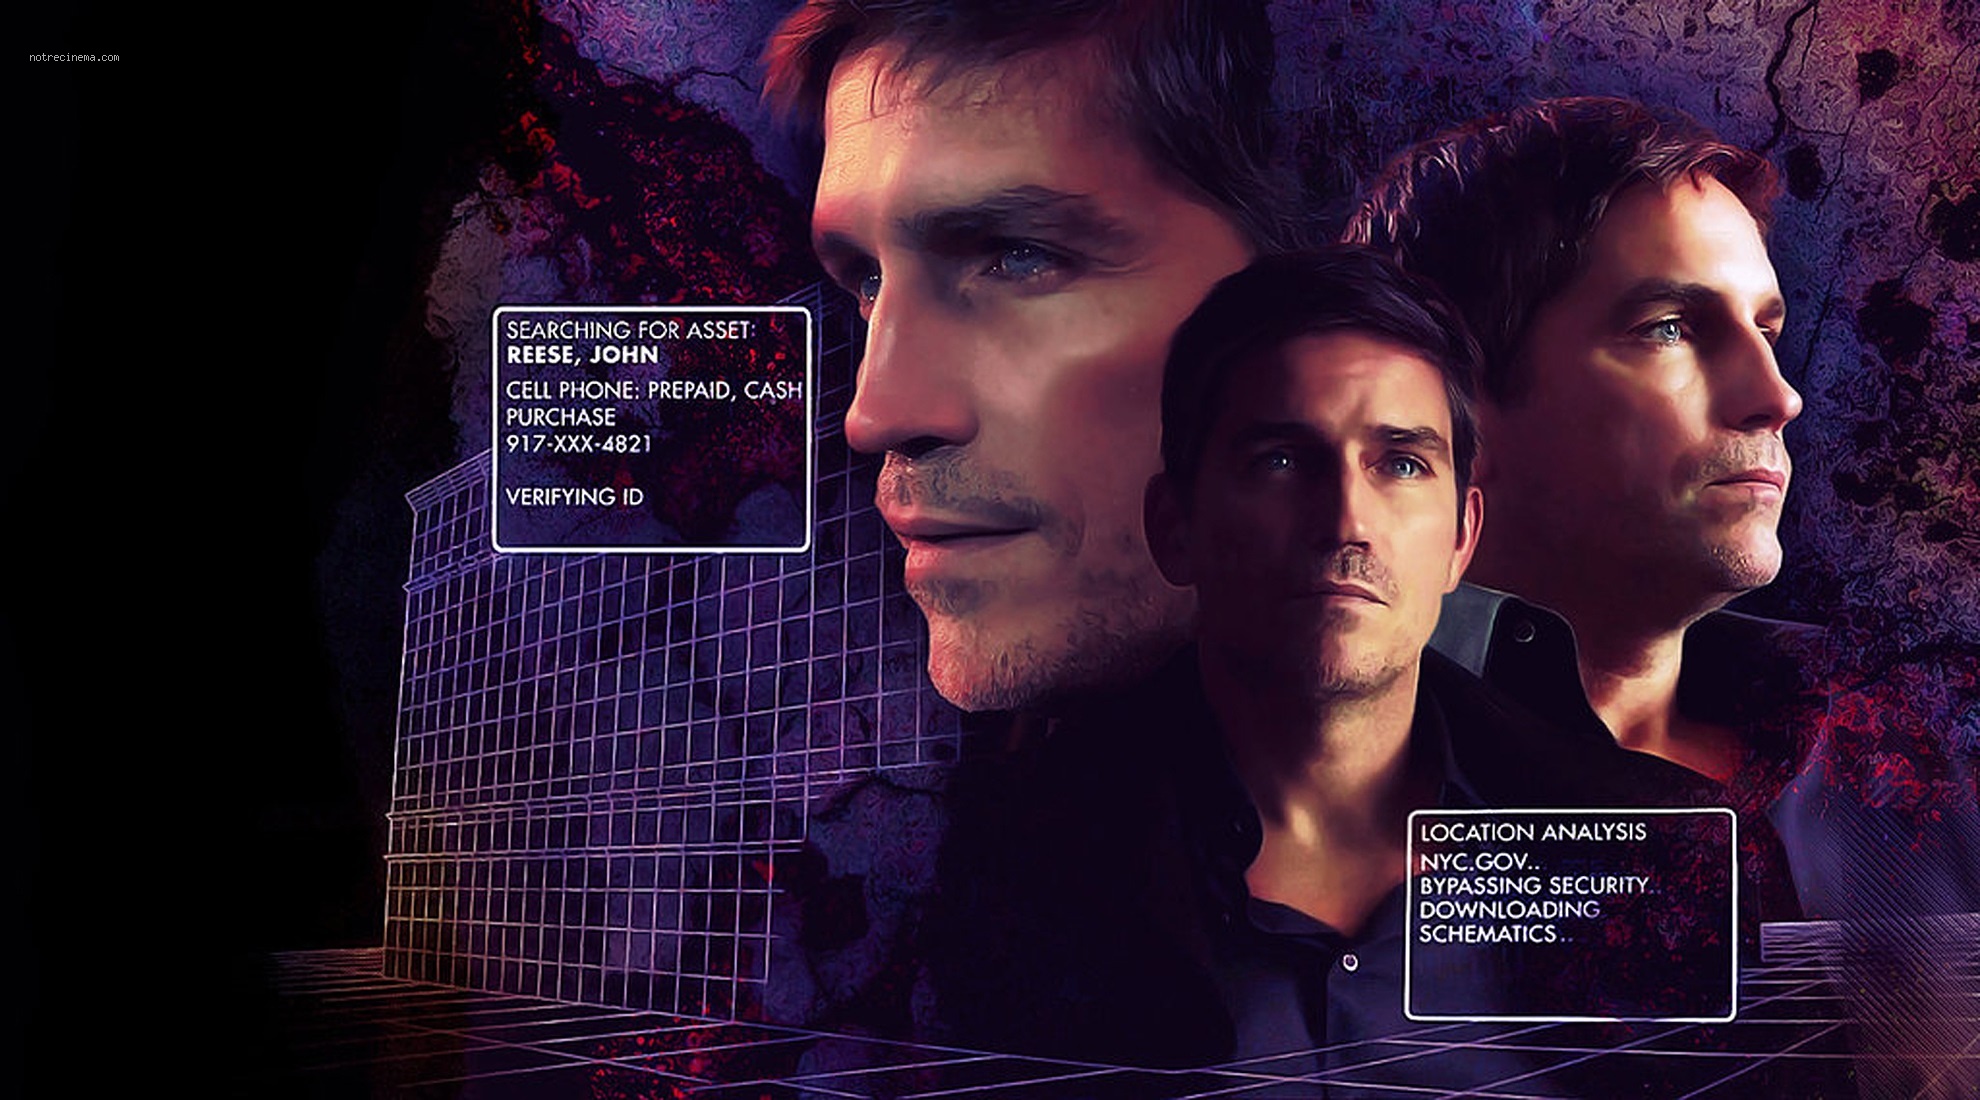 notrecinema.com
SEARCHING FOR ASSET:
REESE, JOHN
CELL PHONE: PREPAID, CASH
PURCHASE
917-XXX-4821
VERIFYING ID
LOCATION ANALYSIS
NYC.GOV..
BYPASSING SECURITY..
DOWNLOADING
SCHEMATICS..